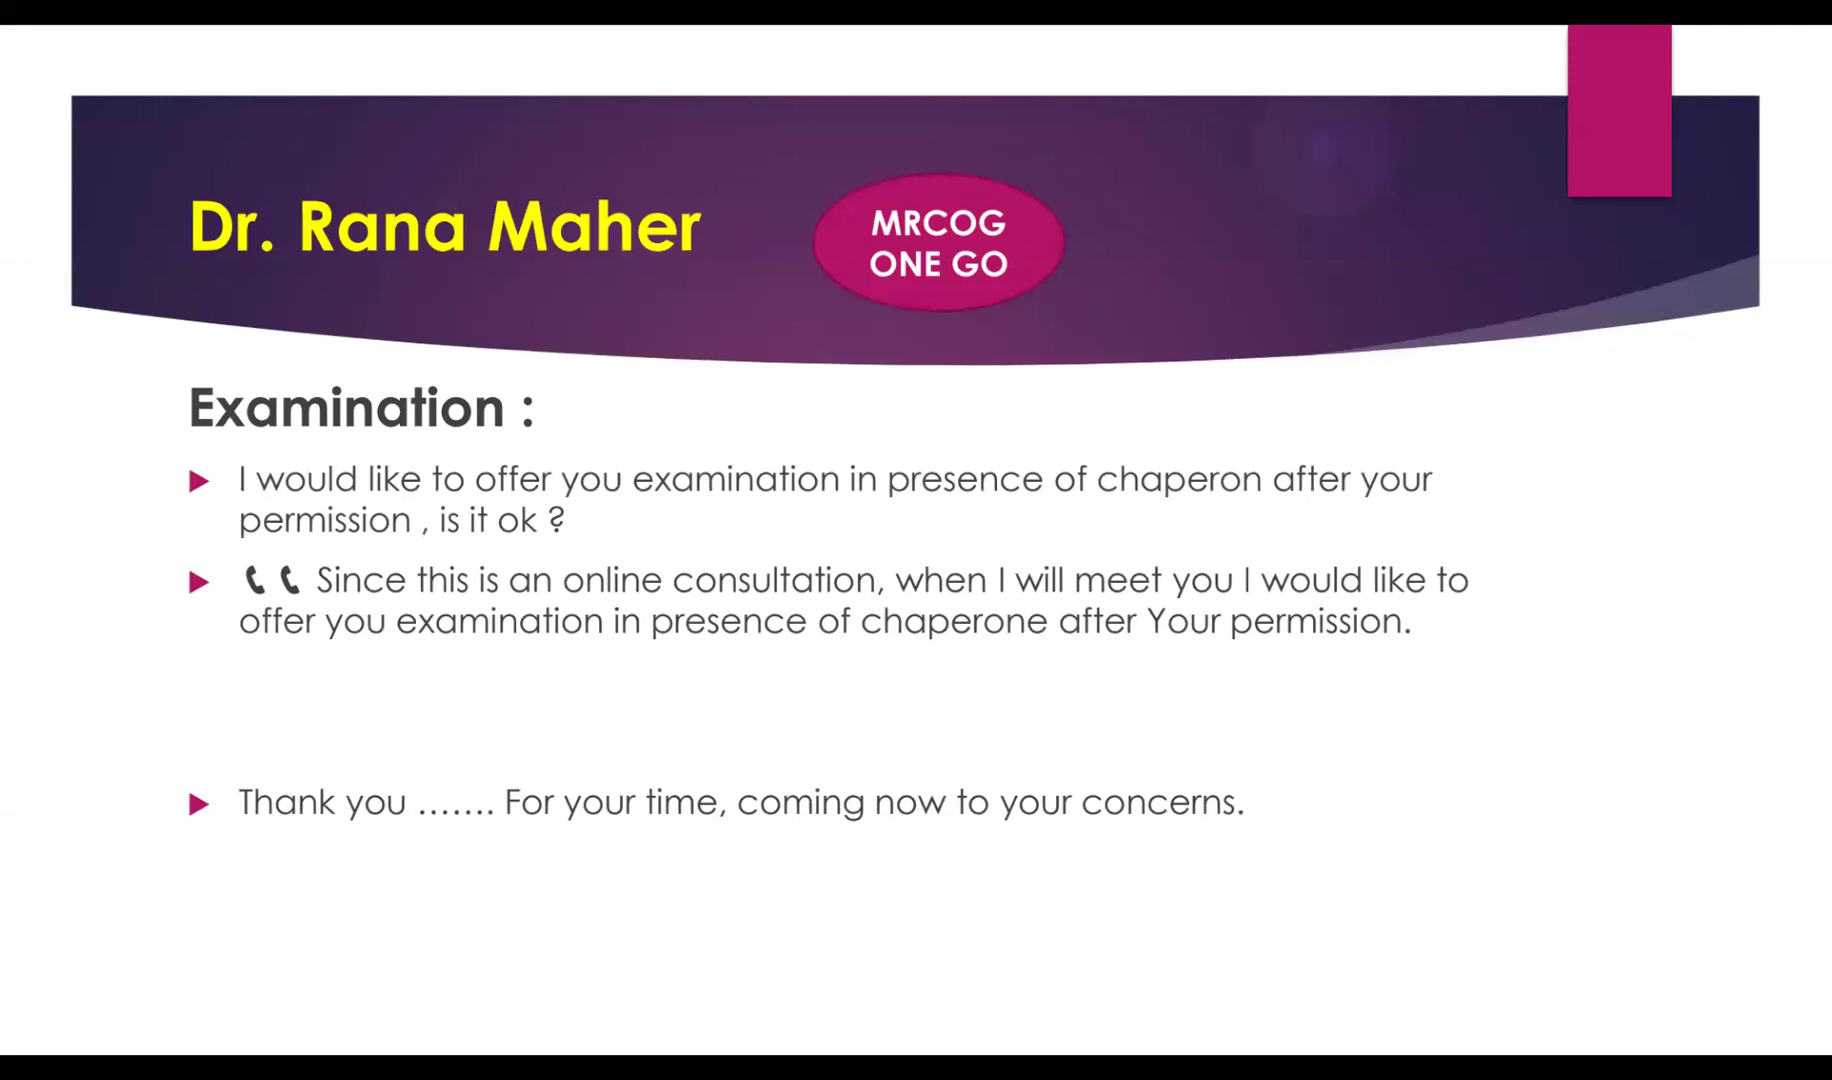 Dr. Rana Maher
MRCOG
ONE GO
Examination :
I would like to offer you examination in presence of chaperon after your
permission , is it ok ?
Since this is an online consultation, when I will meet you I would like to
offer you examination in presence of chaperone after Your permission.
Thank you ....... For your time, coming now to your concerns.